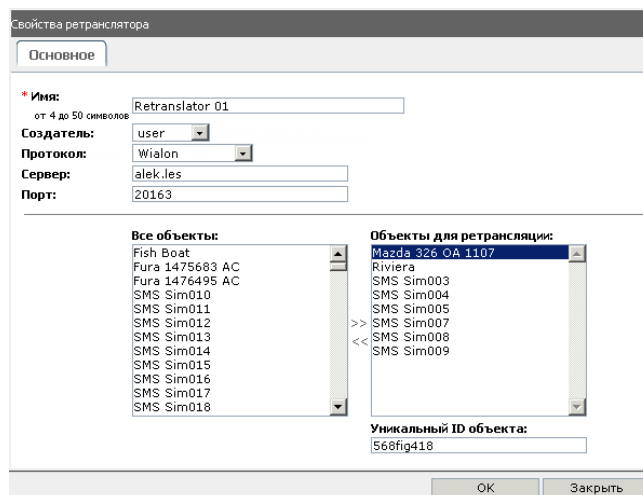 Свойства ретранслятора
Основное
* Имя:
от 4 до 50 символов
Retranslator 01
Создатель: user
Протокол: Wialon
Сервер: alek.les
Порт: 20163
Все объекты:
Fish Boat
Fura 1475683 AC
Fura 1476495 AC
SMS Sim010
SMS Sim011
SMS Sim012
SMS Sim013
SMS Sim014
SMS Sim015
SMS Sim016
SMS Sim017
SMS Sim018
>>
<<
Объекты для ретрансляции:
Mazda 326 OA 1107
Riviera
SMS Sim003
SMS Sim004
SMS Sim005
SMS Sim007
SMS Sim008
SMS Sim009
Уникальный ID объекта:
568fig418
OK Закрыть